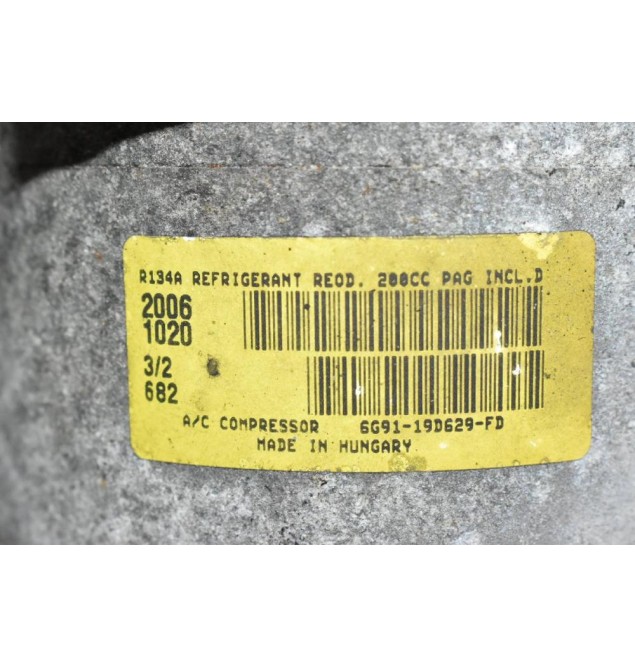 R134A REFRIGERANT REQD. 200CC PAG INCL.D
2006
1020
3/2
682
A/C COMPRESSOR 6G91-19D629-FD
MADE IN HUNGARY